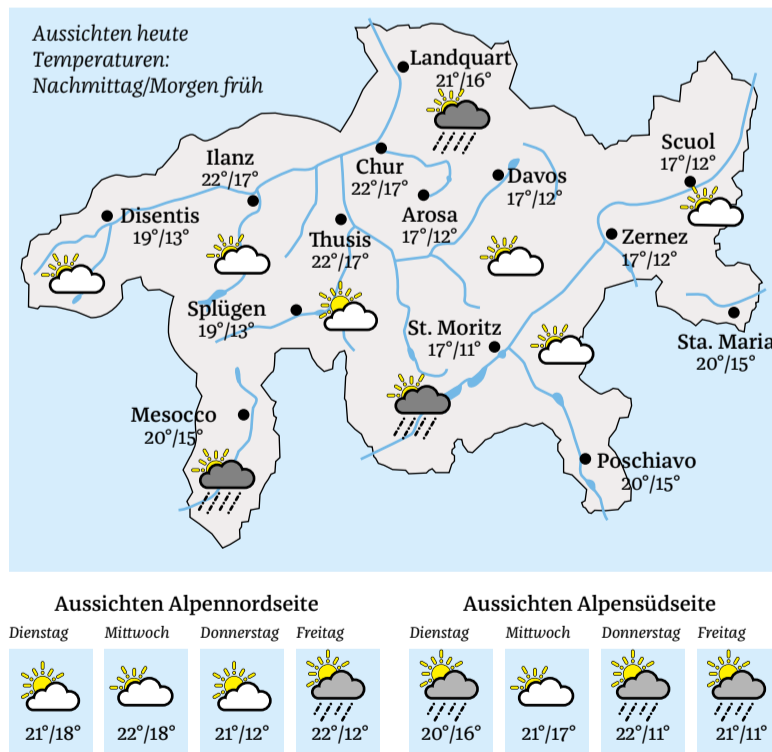 Aussichten heute
Temperaturen:
Nachmittag/Morgen früh
Landquart
21°/16°
Scuol
17°/12°
Ilanz
22°/17°
Chur
22°/17°
Davos
17°/12°
Arosa
17°/12°
Disentis
19°/13°
Thusis
22°/17°
Zernez
17°/12°
Splügen
19°/13°
St. Moritz
17°/11°
Sta. Maria
20°/15°
Mesocco
20°/15°
Poschiavo
20°/15°
Aussichten Alpennordseite
Dienstag Mittwoch Donnerstag Freitag
21°/18° 22°/18° 21°/12° 22°/12°
Aussichten Alpensüdseite
Dienstag Mittwoch Donnerstag Freitag
20°/16° 21°/17° 22°/11° 21°/11°